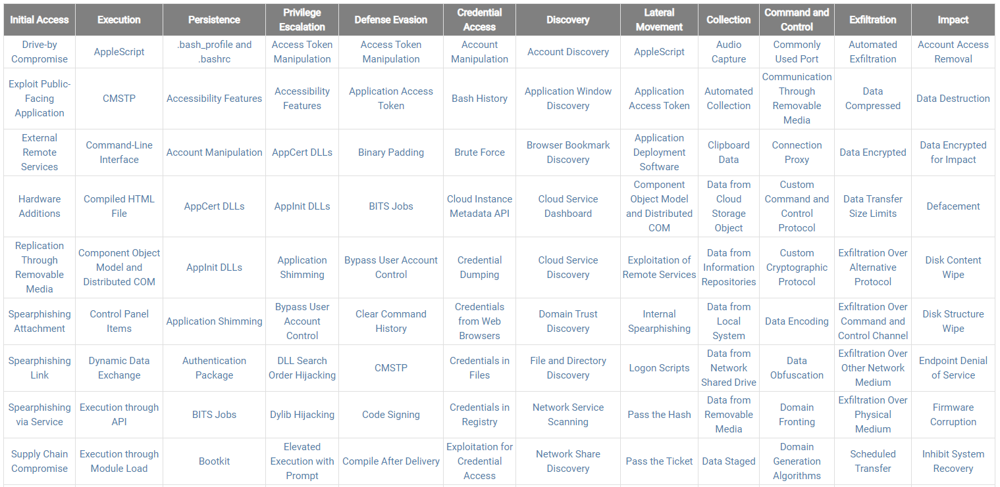 Initial Access
Execution
Persistence
Privilege
Escalation
Defense Evasion
Credential
Access
Discovery
Lateral
Movement
Collection
Command and
Control
Exfiltration
Impact
Drive-by
Compromise
AppleScript
.bash_profile and
.bashrc
Access Token
Manipulation
Access Token
Manipulation
Account
Manipulation
Account Discovery
AppleScript
Audio
Capture
Commonly
Used Port
Automated
Exfiltration
Account Access
Removal
Exploit Public-
Facing
Application
CMSTP
Accessibility Features
Accessibility
Features
Application Access
Token
Bash History
Application Window
Discovery
Application
Access Token
Automated
Collection
Communication
Through
Removable
Media
Data
Compressed
Data Destruction
External
Remote
Services
Command-Line
Interface
Account Manipulation
AppCert DLLs
Binary Padding
Brute Force
Browser Bookmark
Discovery
Application
Deployment
Software
Clipboard
Data
Connection
Proxy
Data Encrypted
Data Encrypted
for Impact
Hardware
Additions
Compiled HTML
File
AppCert DLLs
AppInit DLLs
BITS Jobs
Cloud Instance
Metadata API
Cloud Service
Dashboard
Component
Object Model
and Distributed
COM
Data from
Cloud
Storage
Object
Custom
Command and
Control
Protocol
Data Transfer
Size Limits
Defacement
Replication
Through
Removable
Media
Component Object
Model and
Distributed COM
AppInit DLLs
Application
Shimming
Bypass User Account
Control
Credential
Dumping
Cloud Service
Discovery
Exploitation of
Remote Services
Data from
Information
Repositories
Custom
Cryptographic
Protocol
Exfiltration Over
Alternative
Protocol
Disk Content
Wipe
Spearphishing
Attachment
Control Panel
Items
Application Shimming
Bypass User
Account
Control
Clear Command
History
Credentials
from Web
Browsers
Domain Trust
Discovery
Internal
Spearphishing
Data from
Local
System
Data Encoding
Exfiltration Over
Command and
Control Channel
Disk Structure
Wipe
Spearphishing
Link
Dynamic Data
Exchange
Authentication
Package
DLL Search
Order Hijacking
CMSTP
Credentials in
Files
File and Directory
Discovery
Logon Scripts
Data from
Network
Shared Drive
Data
Obfuscation
Exfiltration Over
Other Network
Medium
Endpoint Denial
of Service
Spearphishing
via Service
Execution through
API
BITS Jobs
Dylib Hijacking
Code Signing
Credentials in
Registry
Network Service
Scanning
Pass the Hash
Data from
Removable
Media
Domain
Fronting
Exfiltration Over
Physical
Medium
Firmware
Corruption
Supply Chain
Compromise
Execution through
Module Load
Bootkit
Elevated
Execution with
Prompt
Compile After Delivery
Exploitation for
Credential
Access
Network Share
Discovery
Pass the Ticket
Data Staged
Domain
Generation
Algorithms
Scheduled
Transfer
Inhibit System
Recovery